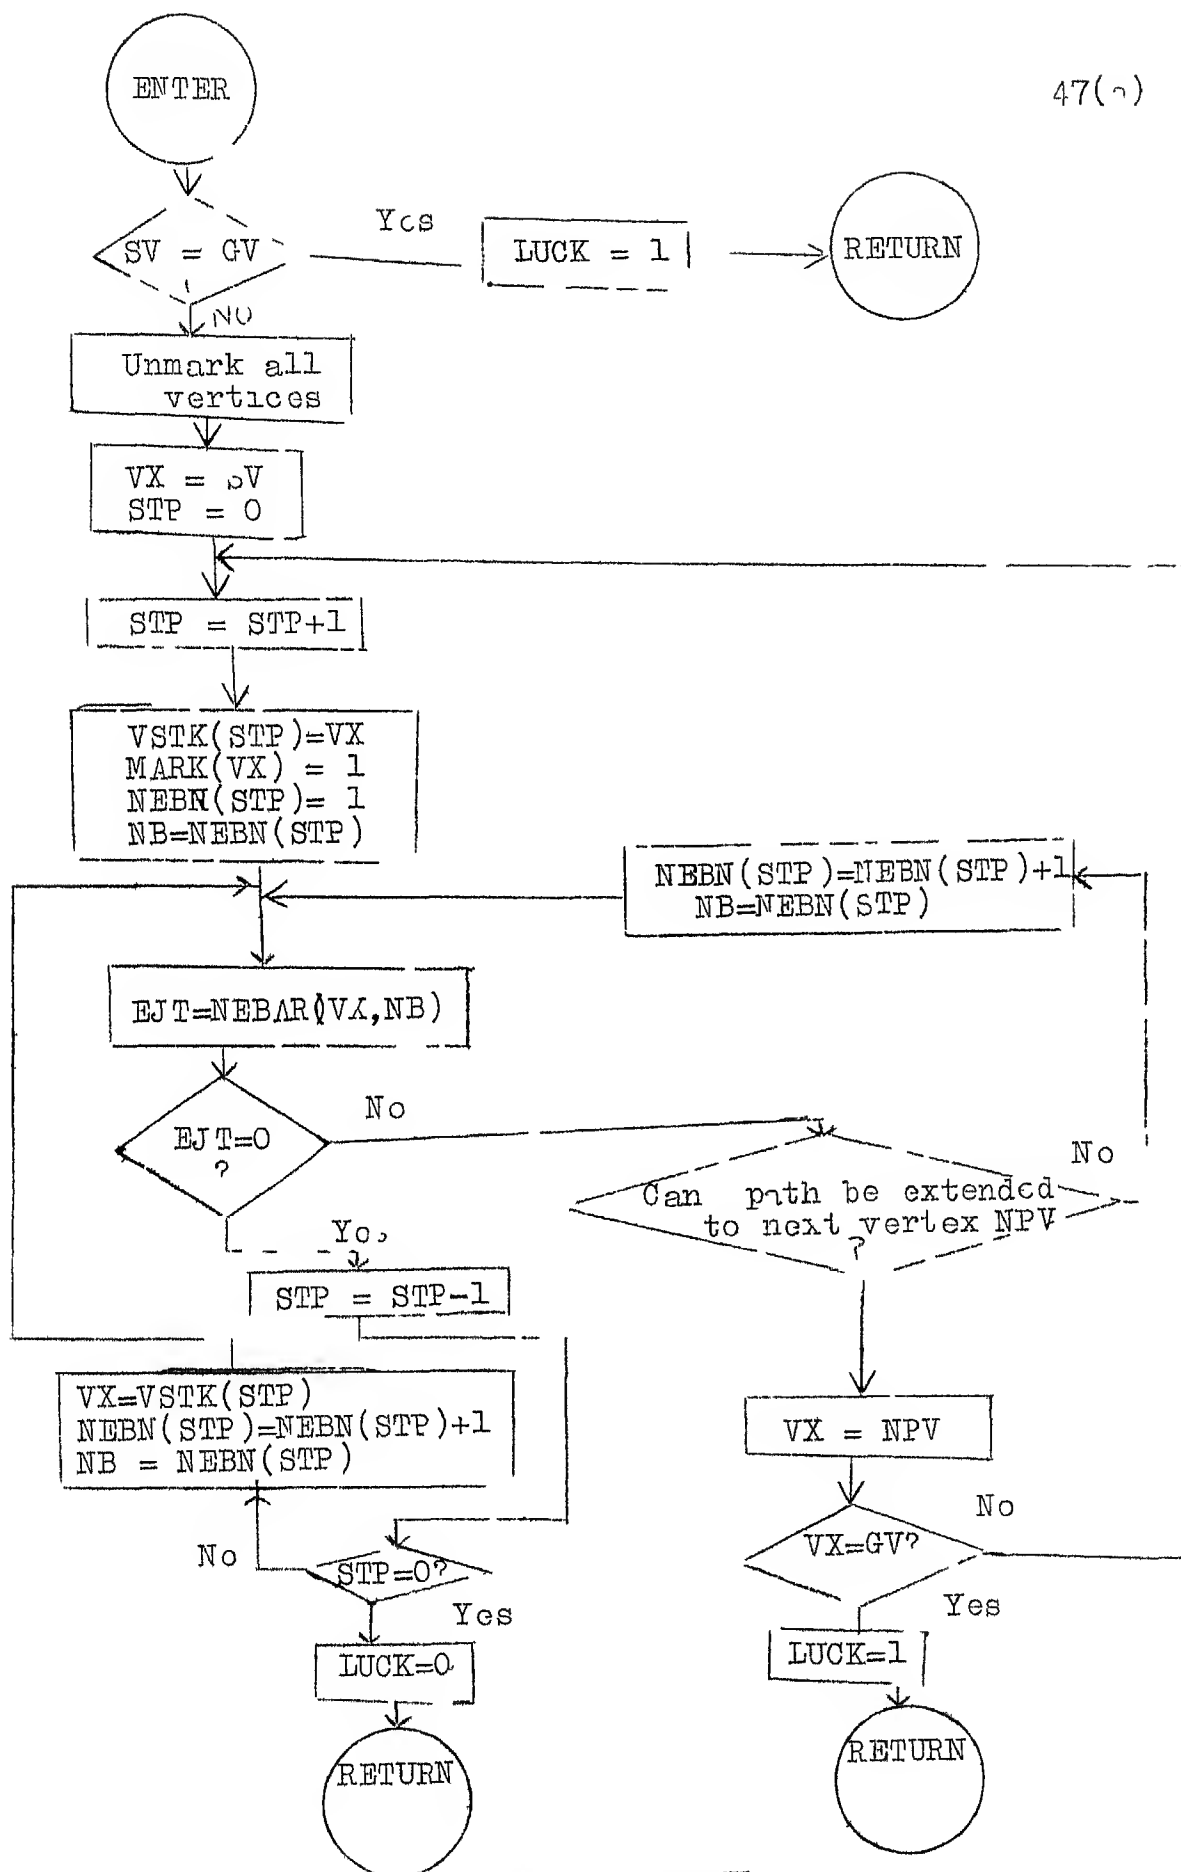 47(a)
ENTER
SV = GV
Yes
LUCK = 1
RETURN
NO
Unmark all
vertices
VX = SV
STP = 0
STP = STP+1
VSTK(STP)=VX
MARK(VX) = 1
NEBN(STP)= 1
NB=NEBN(STP)
NEBN(STP)=NEBN(STP)+1
NB=NEBN(STP)
EJT=NEBAR(VX,NB)
EJT=0
?
No
Can path be extended
to next vertex NPV
?
No
Yes
STP = STP-1
VX=VSTK(STP)
NEBN(STP)=NEBN(STP)+1
NB = NEBN(STP)
VX = NPV
No
STP=0?
Yes
VX=GV?
No
Yes
LUCK=0
LUCK=1
RETURN
RETURN